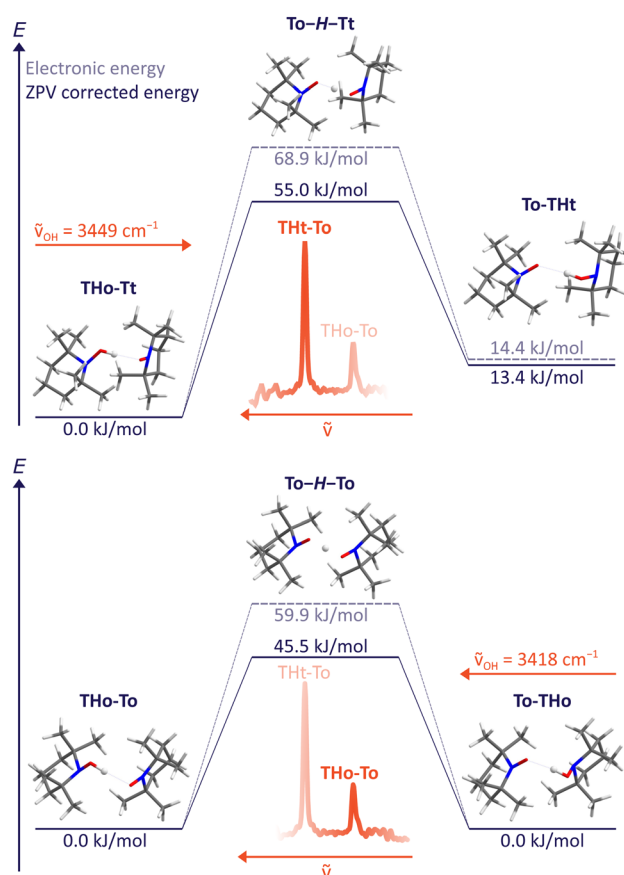 To–H–Tt
E
Electronic energy
ZPV corrected energy
68.9 kJ/mol
55.0 kJ/mol
ṽOH = 3449 cm⁻¹
THt-To
To-THt
THo-Tt
THo-To
14.4 kJ/mol
13.4 kJ/mol
0.0 kJ/mol
ṽ
E
To–H–To
59.9 kJ/mol
45.5 kJ/mol
ṽOH = 3418 cm⁻¹
THt-To
THo-To
To-THo
THo-To
0.0 kJ/mol
0.0 kJ/mol
ṽ